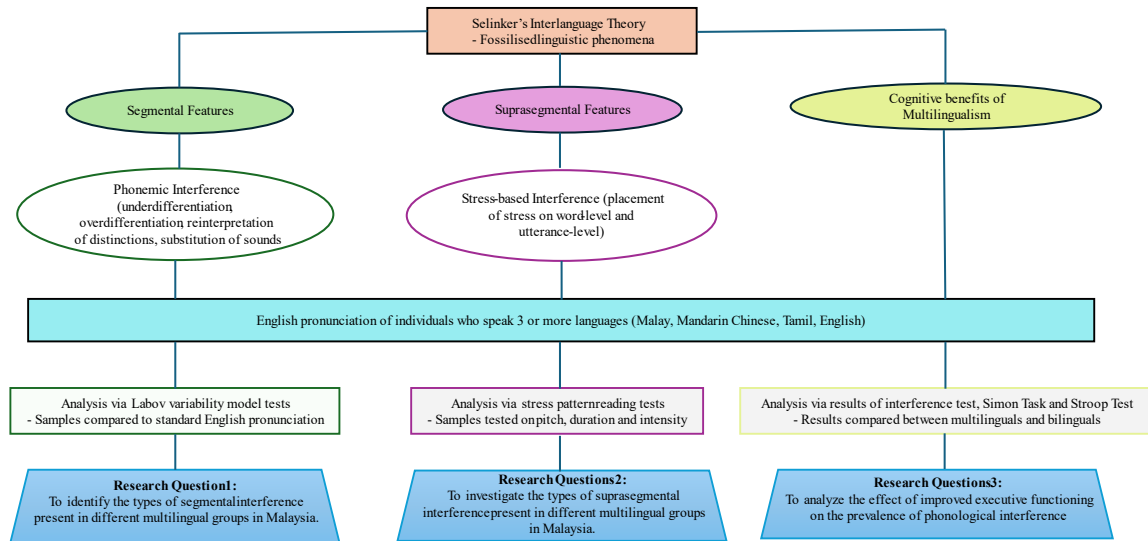 Selinker's Interlanguage Theory
- Fossilisedlinguistic phenomena
Segmental Features
Suprasegmental Features
Cognitive benefits of
Multilingualism
Phonemic Interference
(underdifferentiation,
overdifferentiation, reinterpretation
of distinctions, substitution of sounds
Stress-based Interference (placement
of stress on word-level and
utterance-level)
English pronunciation of individuals who speak 3 or more languages (Malay, Mandarin Chinese, Tamil, English)
Analysis via Labov variability model tests
- Samples compared to standard English pronunciation
Analysis via stress patternreading tests
- Samples tested onpitch, duration and intensity
Analysis via results of interference test, Simon Task and Stroop Test
- Results compared between multilinguals and bilinguals
Research Question1:
To identify the types of segmentalinterference
present in different multilingual groups in Malaysia.
Research Questions2:
To investigate the types of suprasegmental
interferencepresent in different multilingual groups
in Malaysia.
Research Questions3:
To analyze the effect of improved executive functioning
on the prevalence of phonological interference